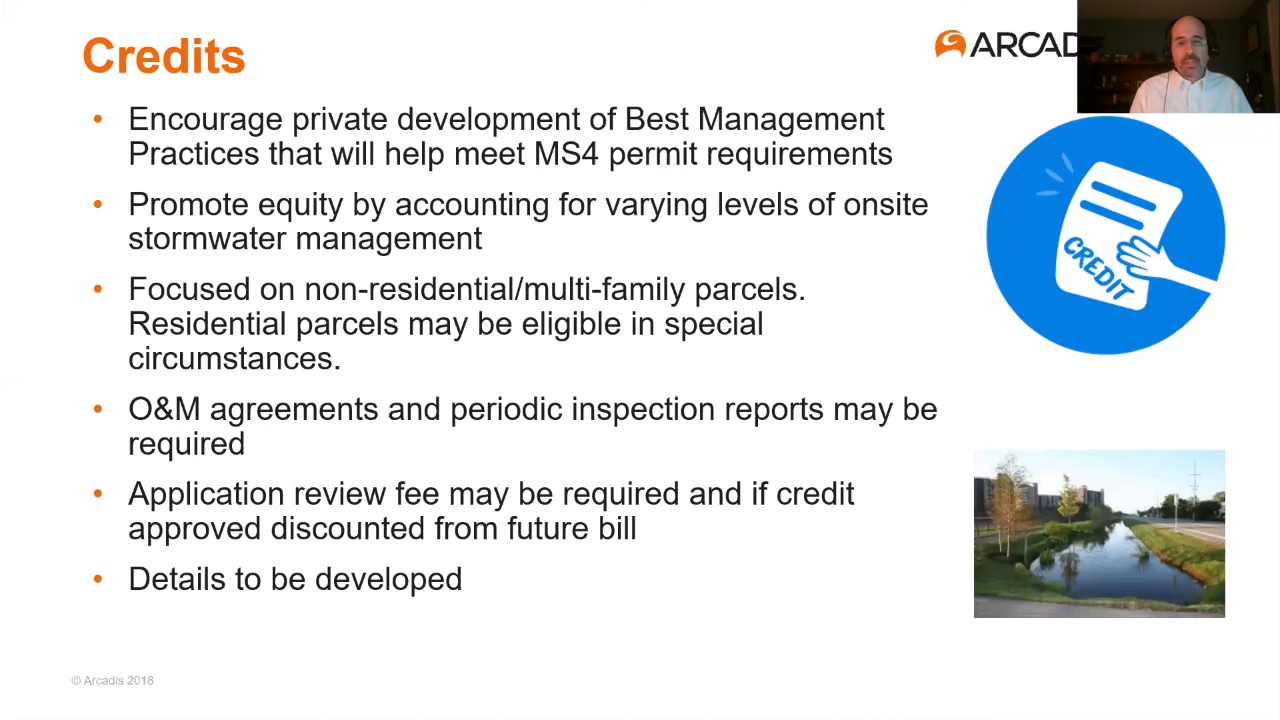 Credits
ARCAD
• Encourage private development of Best Management
Practices that will help meet MS4 permit requirements
• Promote equity by accounting for varying levels of onsite
stormwater management
• Focused on non-residential/multi-family parcels.
Residential parcels may be eligible in special
circumstances.
• O&M agreements and periodic inspection reports may be
required
• Application review fee may be required and if credit
approved discounted from future bill
• Details to be developed
CREDIT
© Arcadis 2018